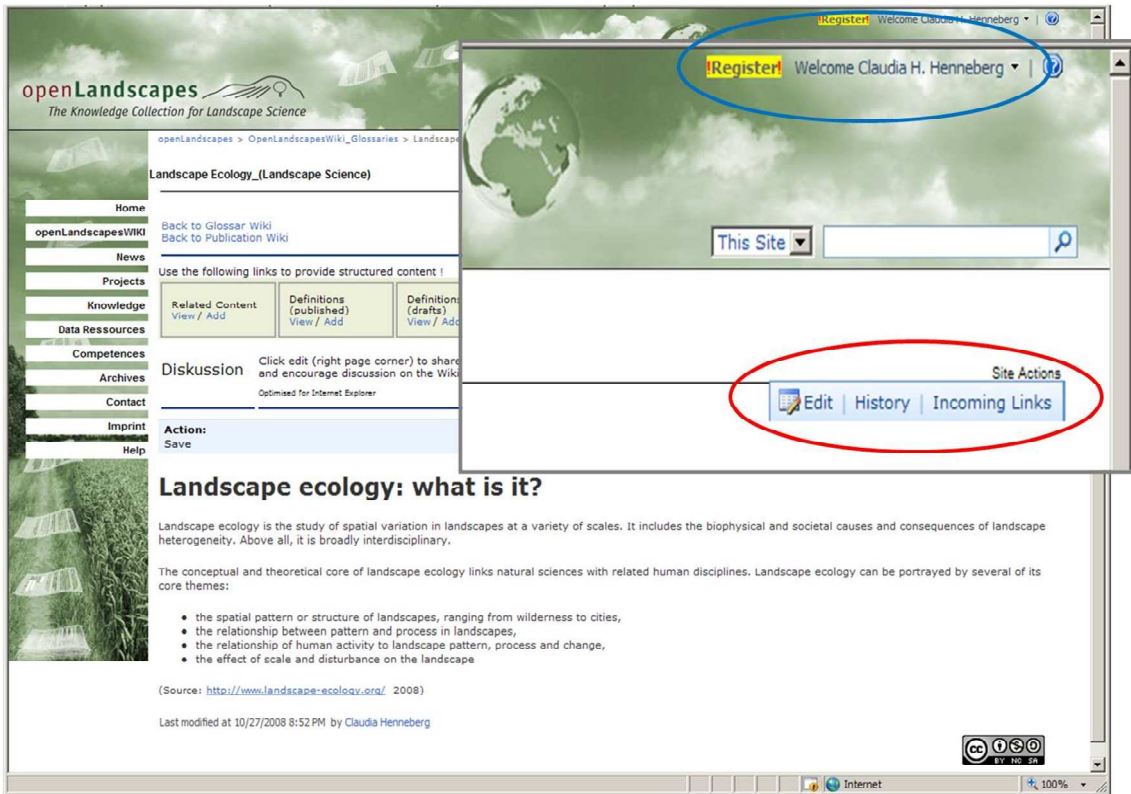 !Register! Welcome Claudia H. Henneberg
openLandscapes
The Knowledge Collection for Landscape Science
openLandscapes > OpenLandscapesWiki_Glossaries > Landscape
Landscape Ecology_(Landscape Science)
Home
openLandscapesWIKI
News
Projects
Knowledge
Data Ressources
Competences
Archives
Contact
Imprint
Help
Back to Glossar Wiki
Back to Publication Wiki
Use the following links to provide structured content !
Related Content
View / Add
Definitions
(published)
View / Add
Definitions
(drafts)
View / Add
Diskussion
Click edit (right page corner) to share
and encourage discussion on the Wiki
Optimised for Internet Explorer
Action:
Save
!Register! Welcome Claudia H. Henneberg |
This Site
Site Actions
Edit | History | Incoming Links
Landscape ecology: what is it?
Landscape ecology is the study of spatial variation in landscapes at a variety of scales. It includes the biophysical and societal causes and consequences of landscape
heterogeneity. Above all, it is broadly interdisciplinary.
The conceptual and theoretical core of landscape ecology links natural sciences with related human disciplines. Landscape ecology can be portrayed by several of its
core themes:
• the spatial pattern or structure of landscapes, ranging from wilderness to cities,
• the relationship between pattern and process in landscapes,
• the relationship of human activity to landscape pattern, process and change,
• the effect of scale and disturbance on the landscape
(Source: http://www.landscape-ecology.org/ 2008)
Last modified at 10/27/2008 8:52 PM by Claudia Henneberg
cc BY NC SA
Internet
100%